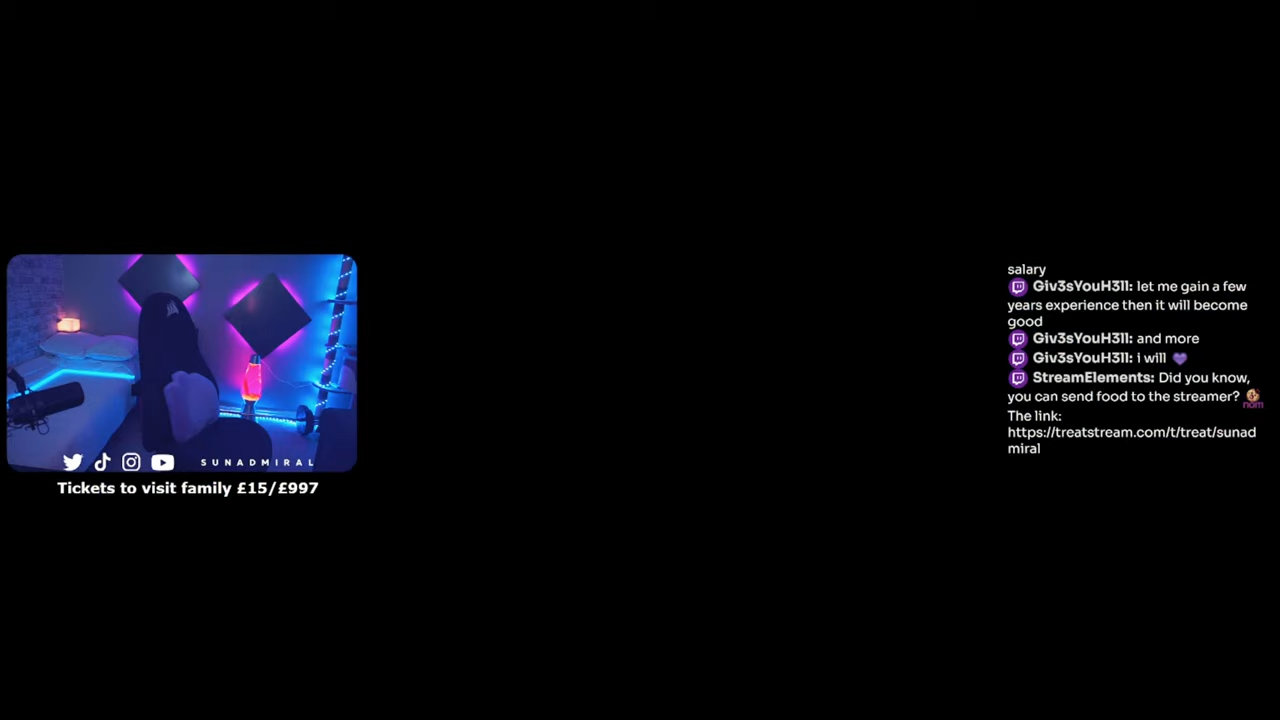 SUNADMIRAL
Tickets to visit family £15/£997
salary
Giv3sYouH3ll: let me gain a few
years experience then it will become
good
Giv3sYouH3ll: and more
Giv3sYouH3ll: i will 💜
StreamElements: Did you know,
you can send food to the streamer?
nom
The link:
https://treatstream.com/t/treat/sunad
miral